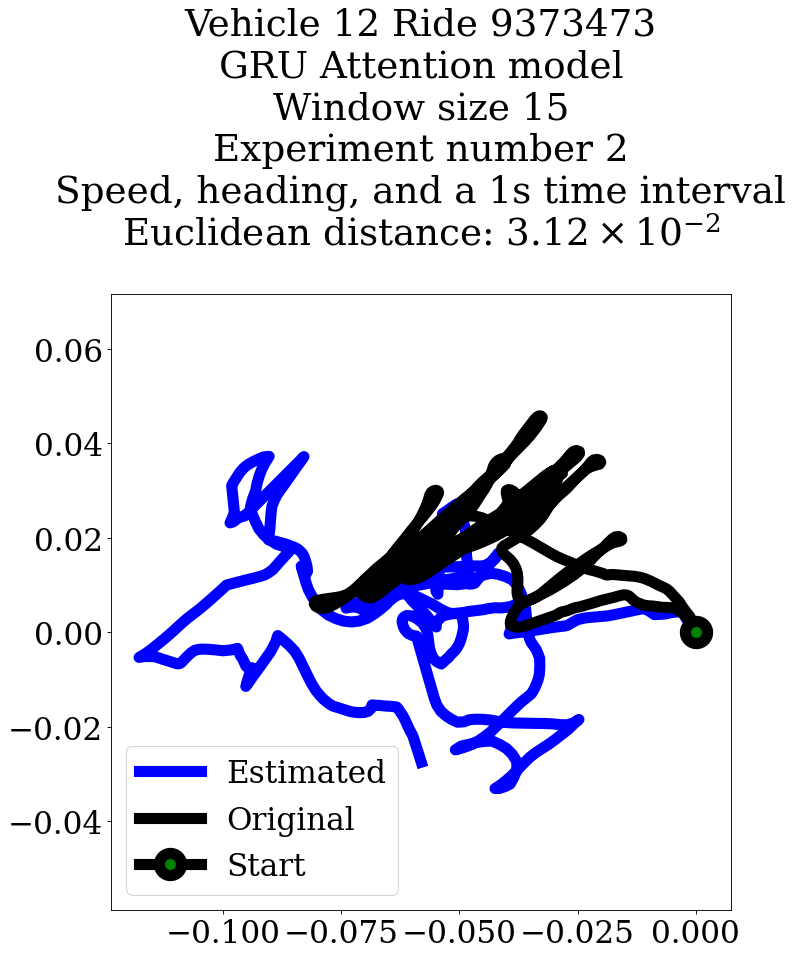 Vehicle 12 Ride 9373473
GRU Attention model
Window size 15
Experiment number 2
Speed, heading, and a 1s time interval
Euclidean distance: 3.12 × 10⁻²
0.06
0.04
0.02
0.00
−0.02
−0.04
Estimated
Original
Start
−0.100 −0.075 −0.050 −0.025 0.000